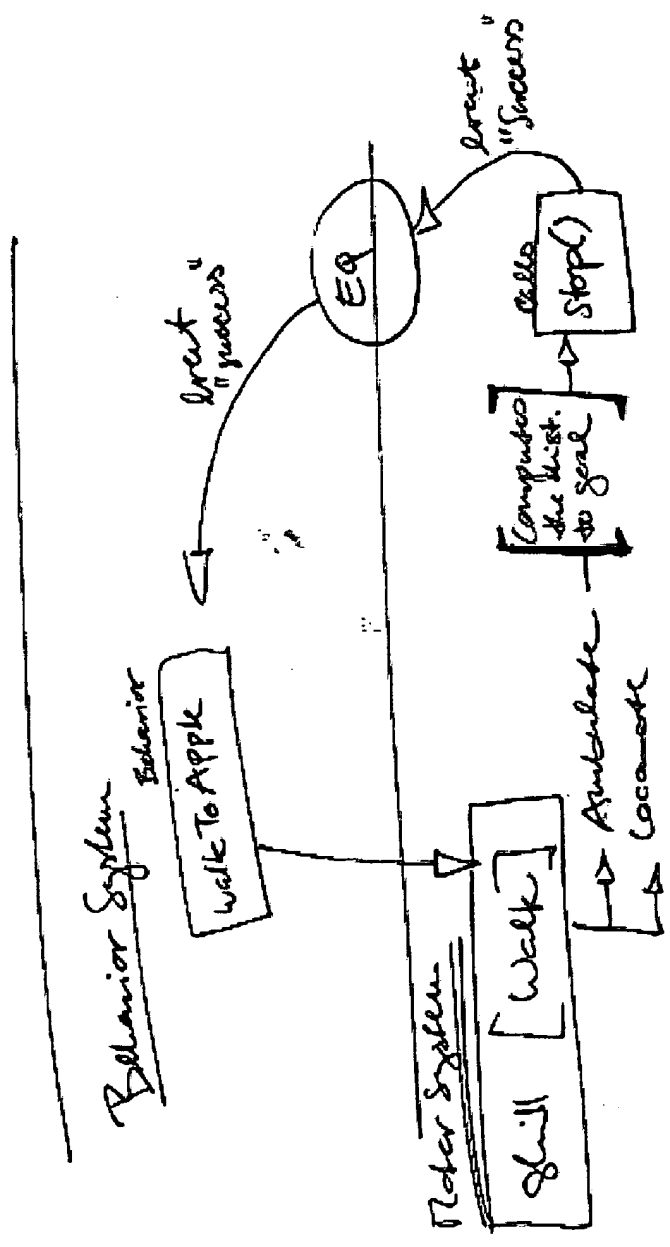 Behavior System
Behavior
Walk To Apple
event
"success"
EQ
event
"Success"
Motor System
Skill [Walk]
Ambulate
Locomote
Computes
the dist.
to goal
calls
Stop()